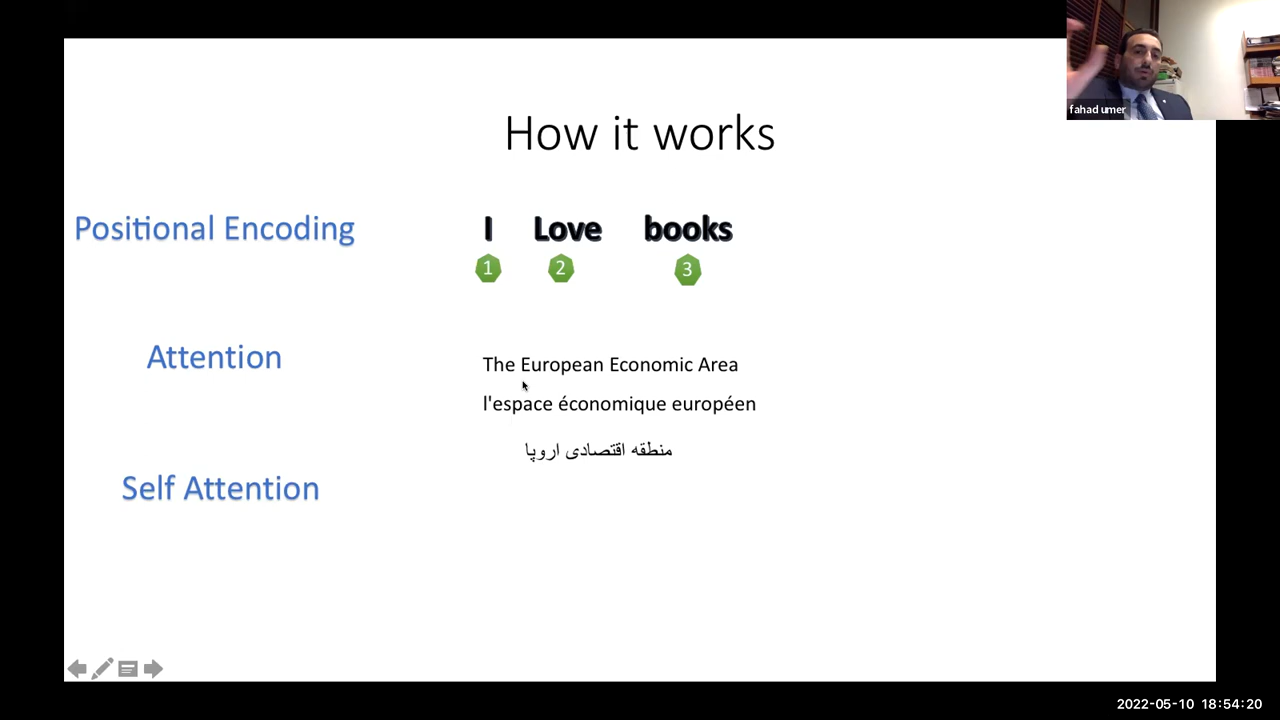 fahad umer
How it works
Positional Encoding
I Love books
1 2 3
Attention
The European Economic Area
l'espace économique européen
منطقه اقتصادی اروپا
Self Attention
2022-05-10 18:54:20